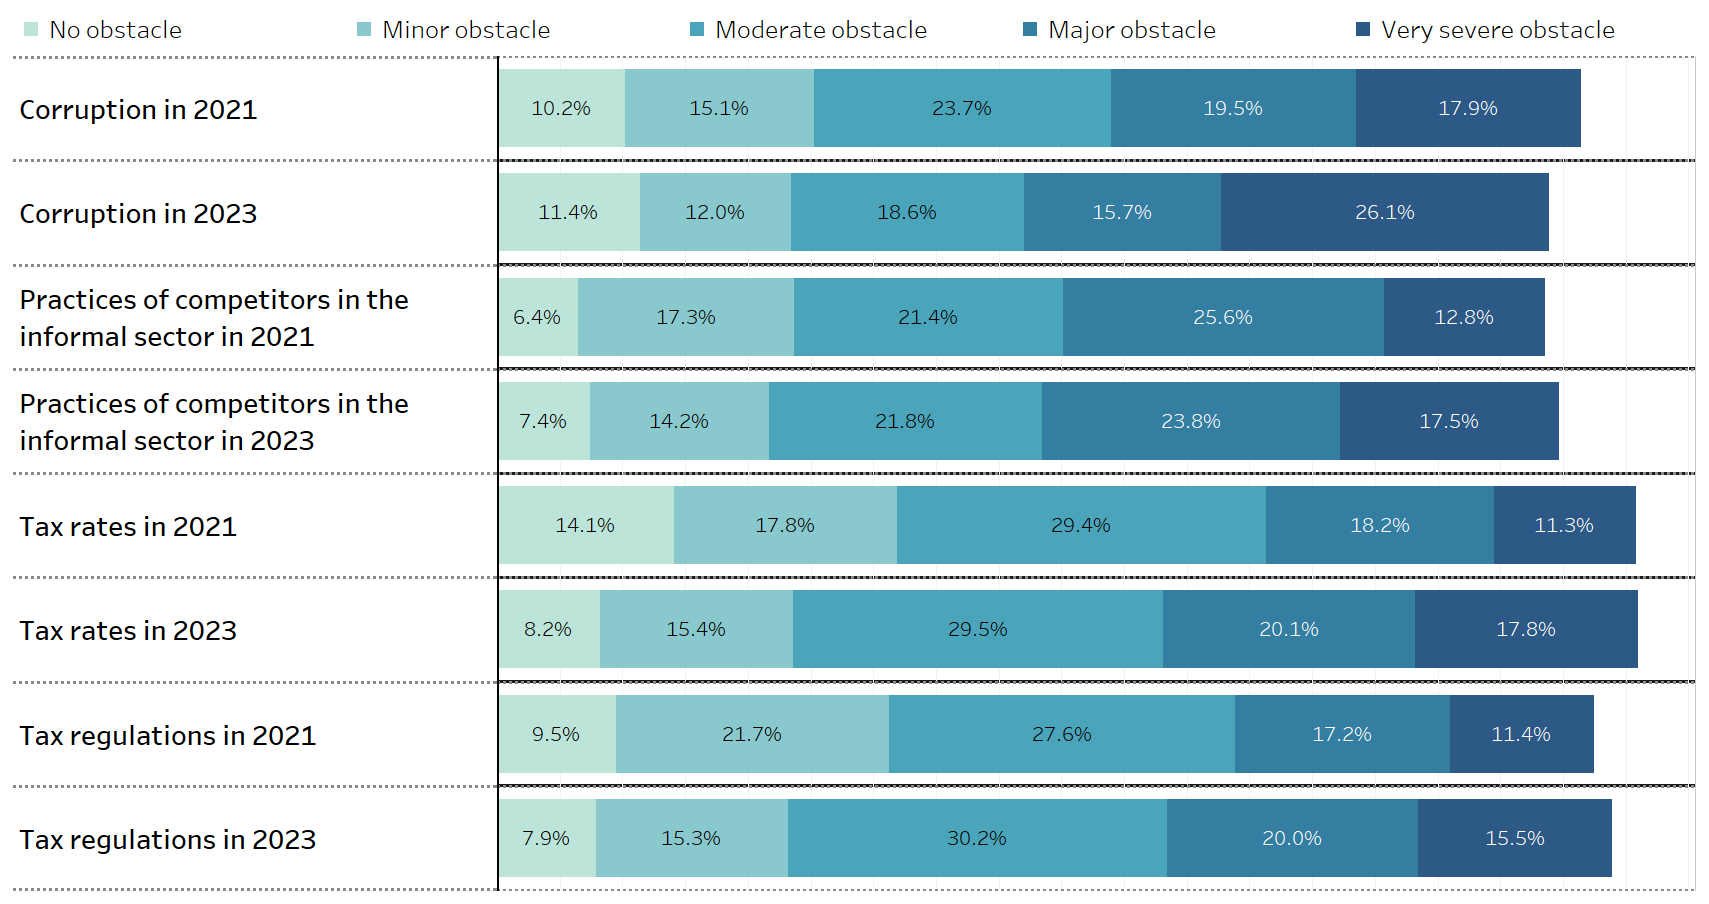 No obstacle Minor obstacle Moderate obstacle Major obstacle Very severe obstacle
Corruption in 2021 10.2% 15.1% 23.7% 19.5% 17.9%
Corruption in 2023 11.4% 12.0% 18.6% 15.7% 26.1%
Practices of competitors in the
informal sector in 2021
6.4% 17.3% 21.4% 25.6% 12.8%
Practices of competitors in the
informal sector in 2023
7.4% 14.2% 21.8% 23.8% 17.5%
Tax rates in 2021 14.1% 17.8% 29.4% 18.2% 11.3%
Tax rates in 2023 8.2% 15.4% 29.5% 20.1% 17.8%
Tax regulations in 2021 9.5% 21.7% 27.6% 17.2% 11.4%
Tax regulations in 2023 7.9% 15.3% 30.2% 20.0% 15.5%